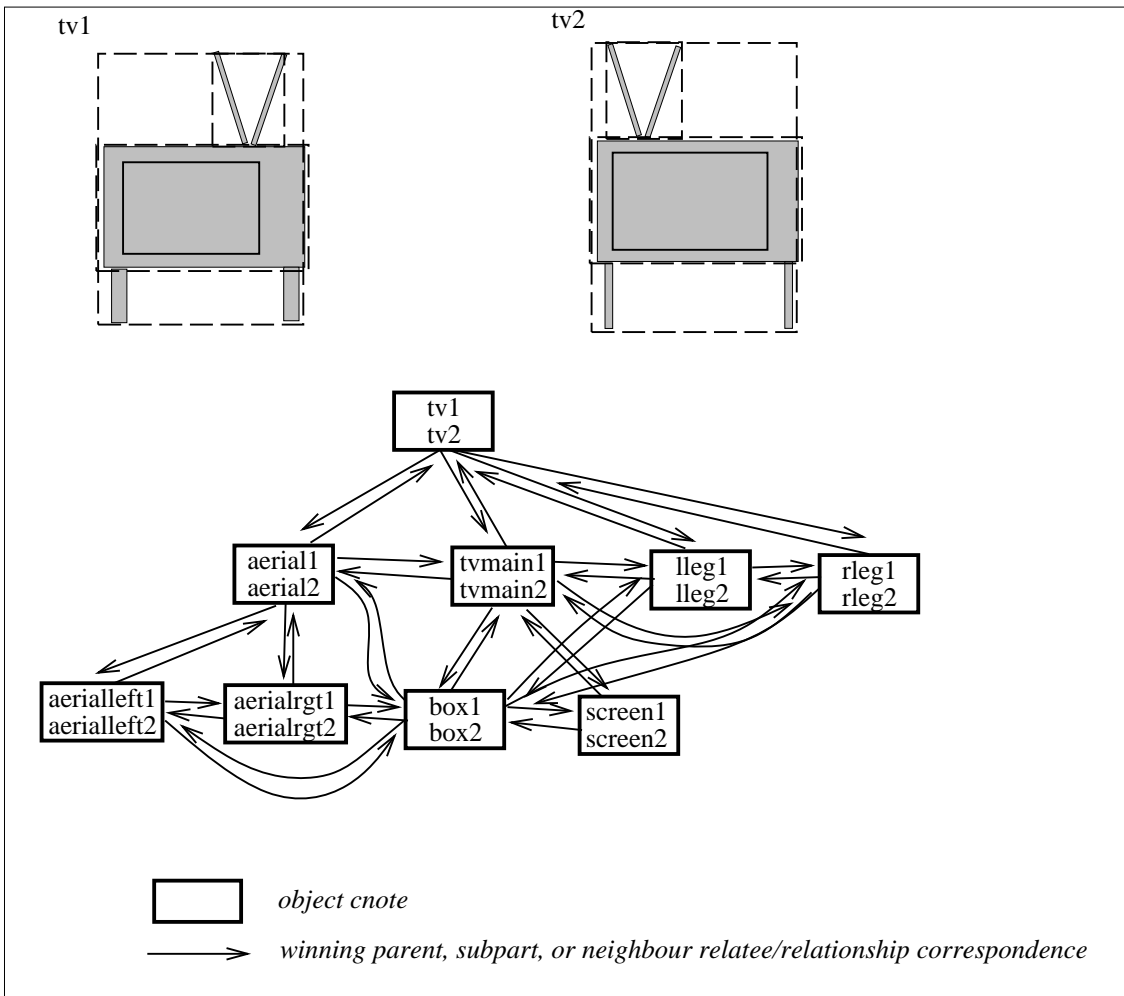 tv1
tv2
tv1
tv2
aerial1
aerial2
tvmain1
tvmain2
lleg1
lleg2
rleg1
rleg2
aerialleft1
aerialleft2
aerialrgt1
aerialrgt2
box1
box2
screen1
screen2
object cnote
winning parent, subpart, or neighbour relatee/relationship correspondence